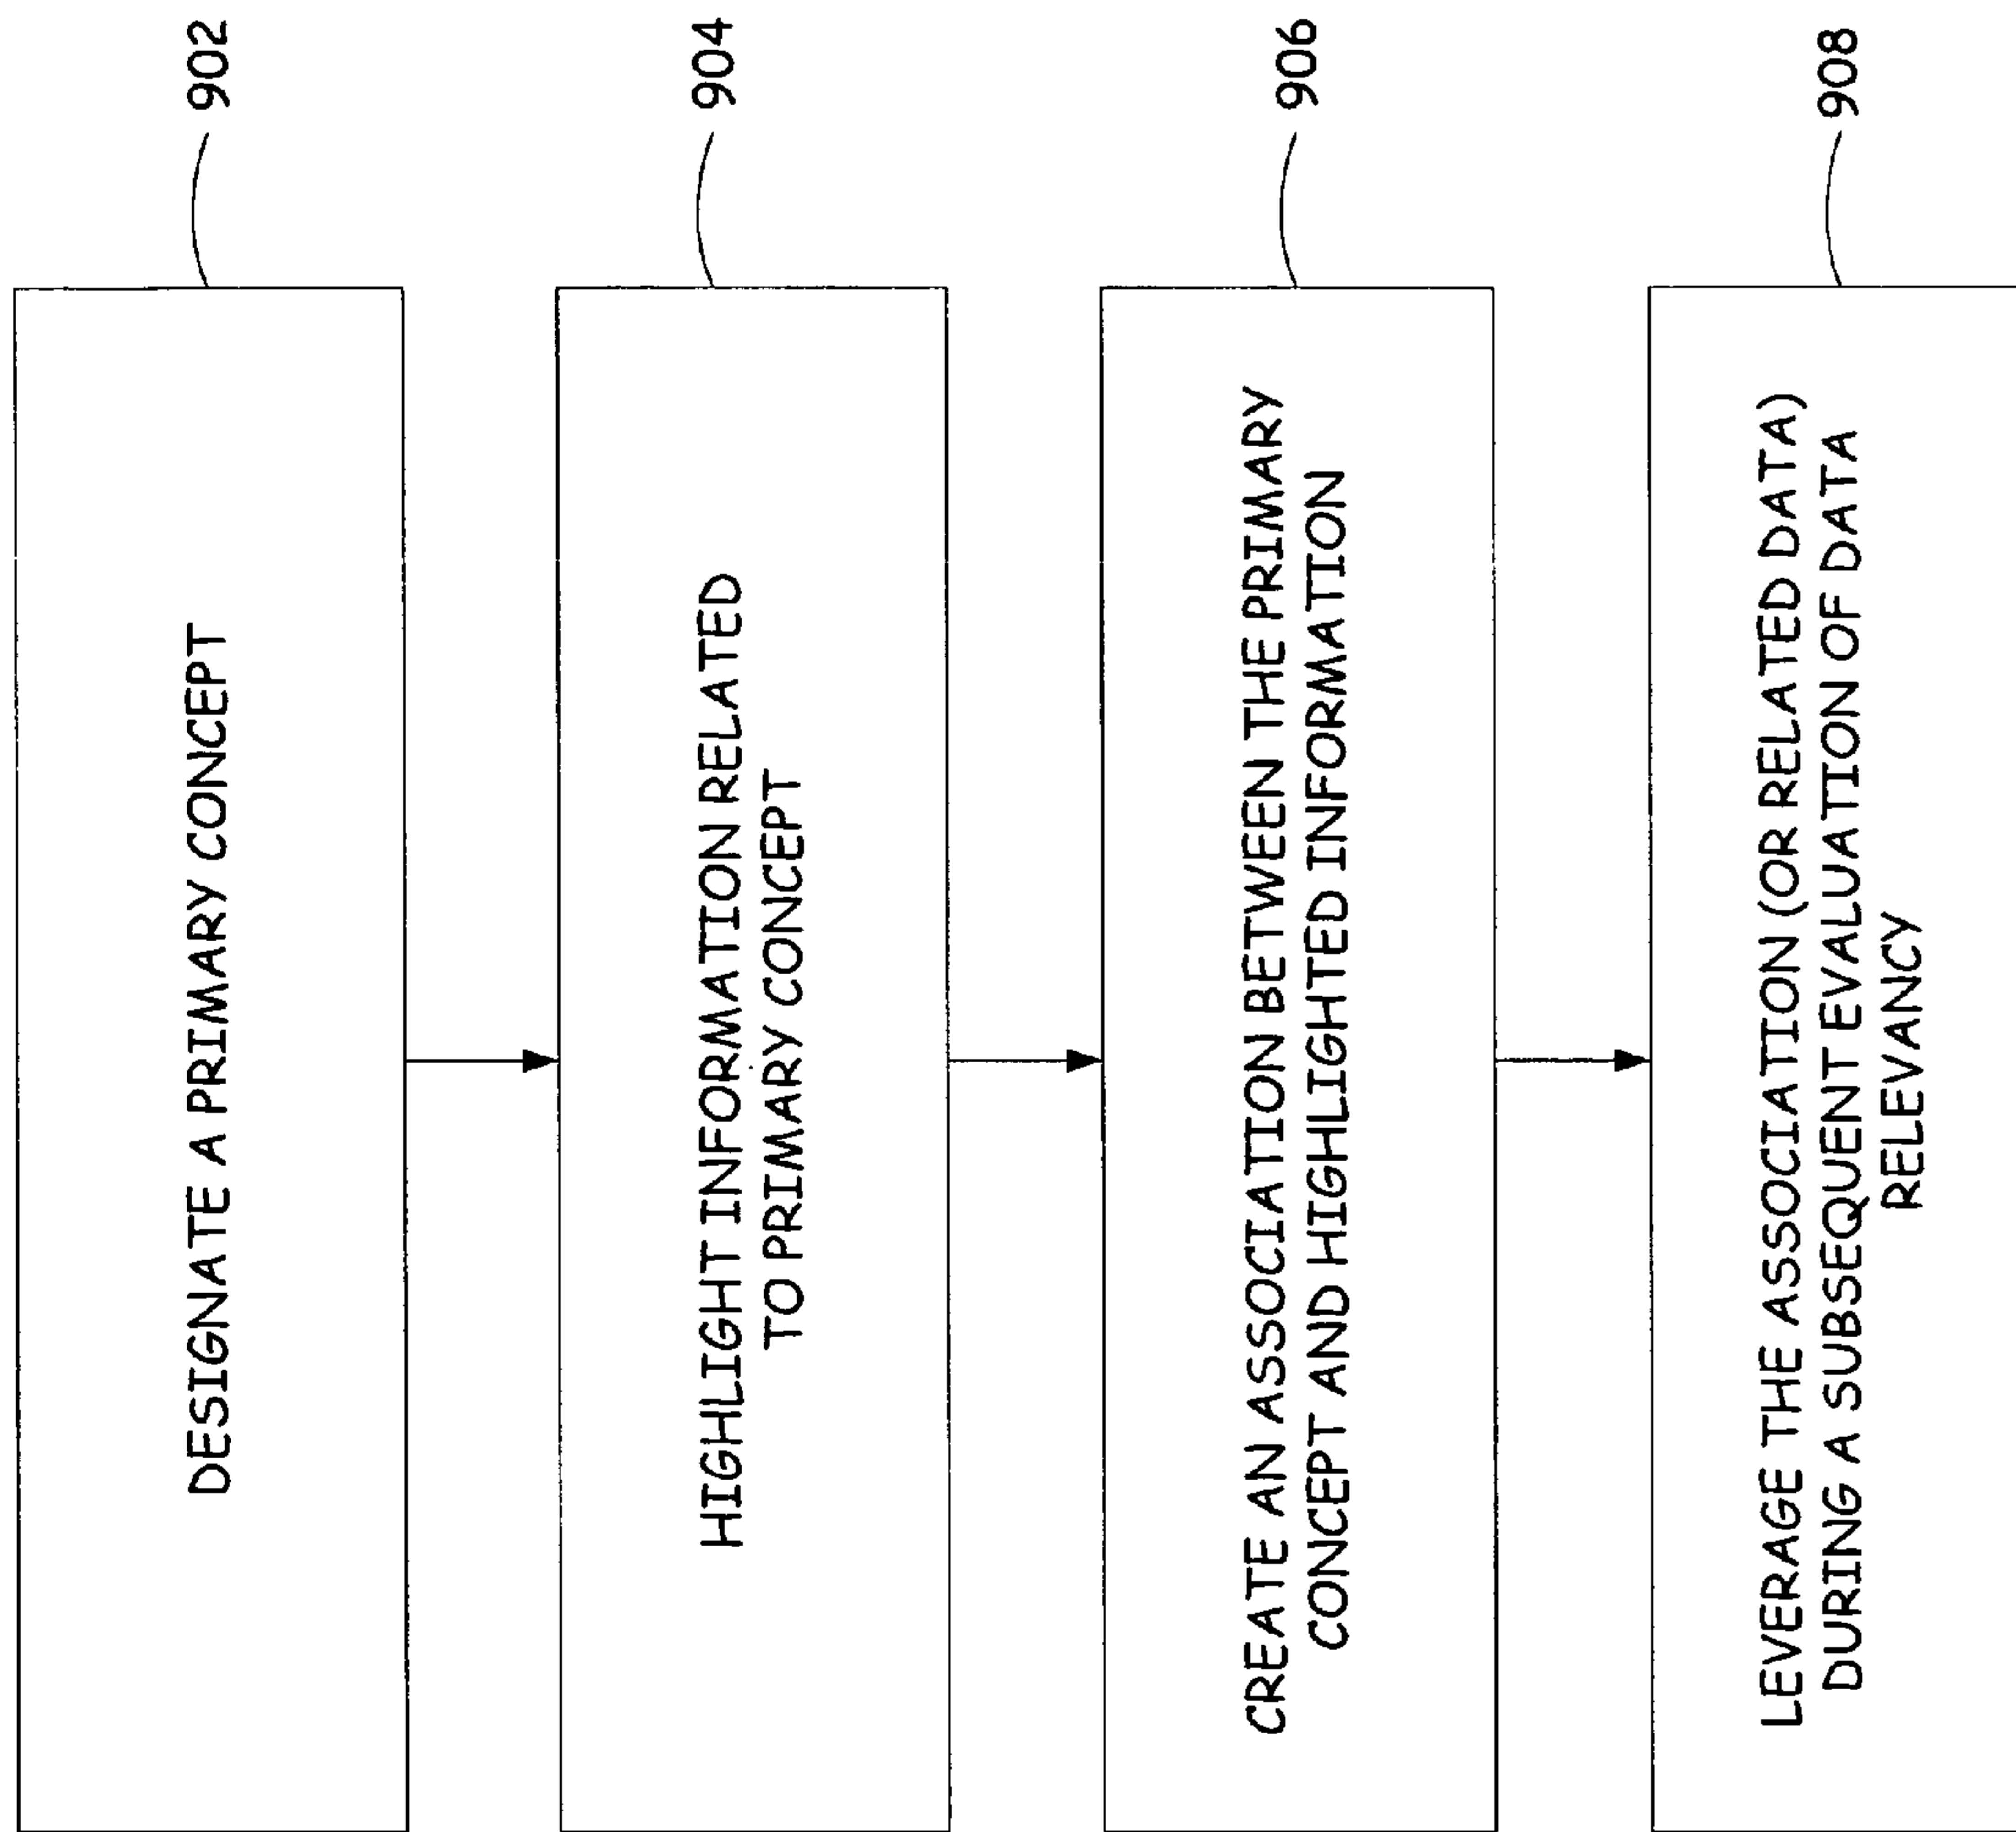 DESIGNATE A PRIMARY CONCEPT
902
HIGHLIGHT INFORMATION RELATED
TO PRIMARY CONCEPT
904
CREATE AN ASSOCIATION BETWEEN THE PRIMARY
CONCEPT AND HIGHLIGHTED INFORMATION
906
LEVERAGE THE ASSOCIATION (OR RELATED DATA)
DURING A SUBSEQUENT EVALUATION OF DATA
RELEVANCY
908